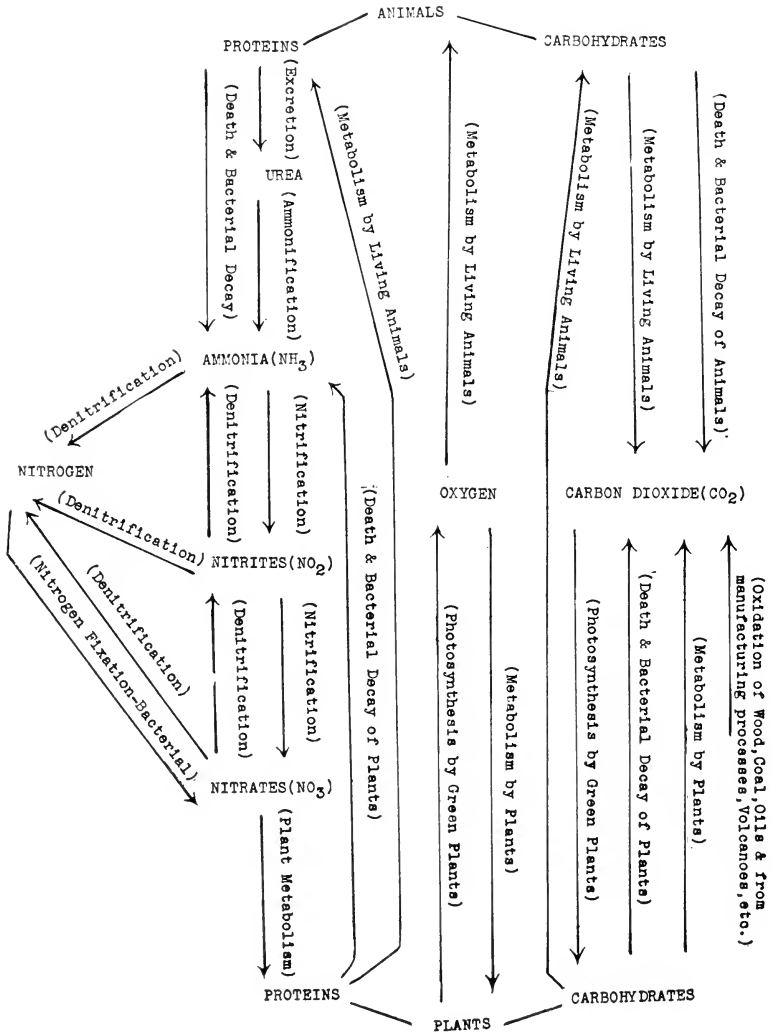 ANIMALS
PROTEINS
CARBOHYDRATES
(Death & Bacterial Decay)
(Excretion)
(Metabolism by Living Animals)
(Metabolism by Living Animals)
(Metabolism by Living Animals)
(Metabolism by Living Animals)
(Death & Bacterial Decay of Animals)
UREA
(Ammonification)
AMMONIA(NH3)
(Denitrification)
(Denitrification)
(Nitrification)
NITROGEN
OXYGEN
CARBON DIOXIDE(CO2)
(Denitrification)
NITRITES(NO2)
(Death & Bacterial Decay of Plants)
(Denitrification)
(Nitrogen Fixation-Bacterial)
(Denitrification)
(Nitrification)
(Photosynthesis by Green Plants)
(Metabolism by Plants)
(Photosynthesis by Green Plants)
(Death & Bacterial Decay of Plants)
(Metabolism by Plants)
(Oxidation of Wood,Coal,Oils & from
manufacturing processes,Volcanoes,etc.)
NITRATES(NO3)
(Plant Metabolism)
PROTEINS
CARBOHYDRATES
PLANTS